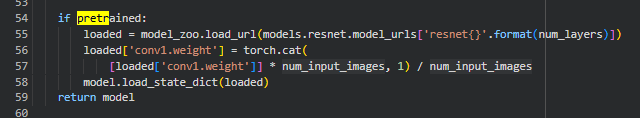 54 if pretrained:
55 loaded = model_zoo.load_url(models.resnet.model_urls['resnet{}'.format(num_layers)])
56 loaded['conv1.weight'] = torch.cat(
57 [loaded['conv1.weight']] * num_input_images, 1) / num_input_images
58 model.load_state_dict(loaded)
59 return model
60